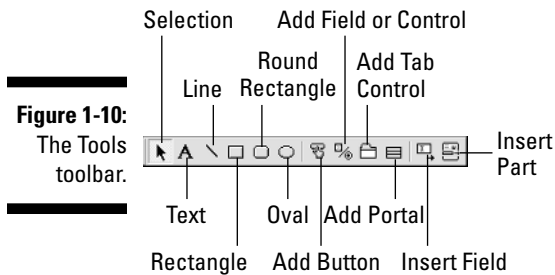 Selection
Add Field or Control
Round
Rectangle
Add Tab
Control
Line
Figure 1-10:
The Tools
toolbar.
Insert
Part
Text
Oval
Add Portal
Rectangle
Add Button
Insert Field